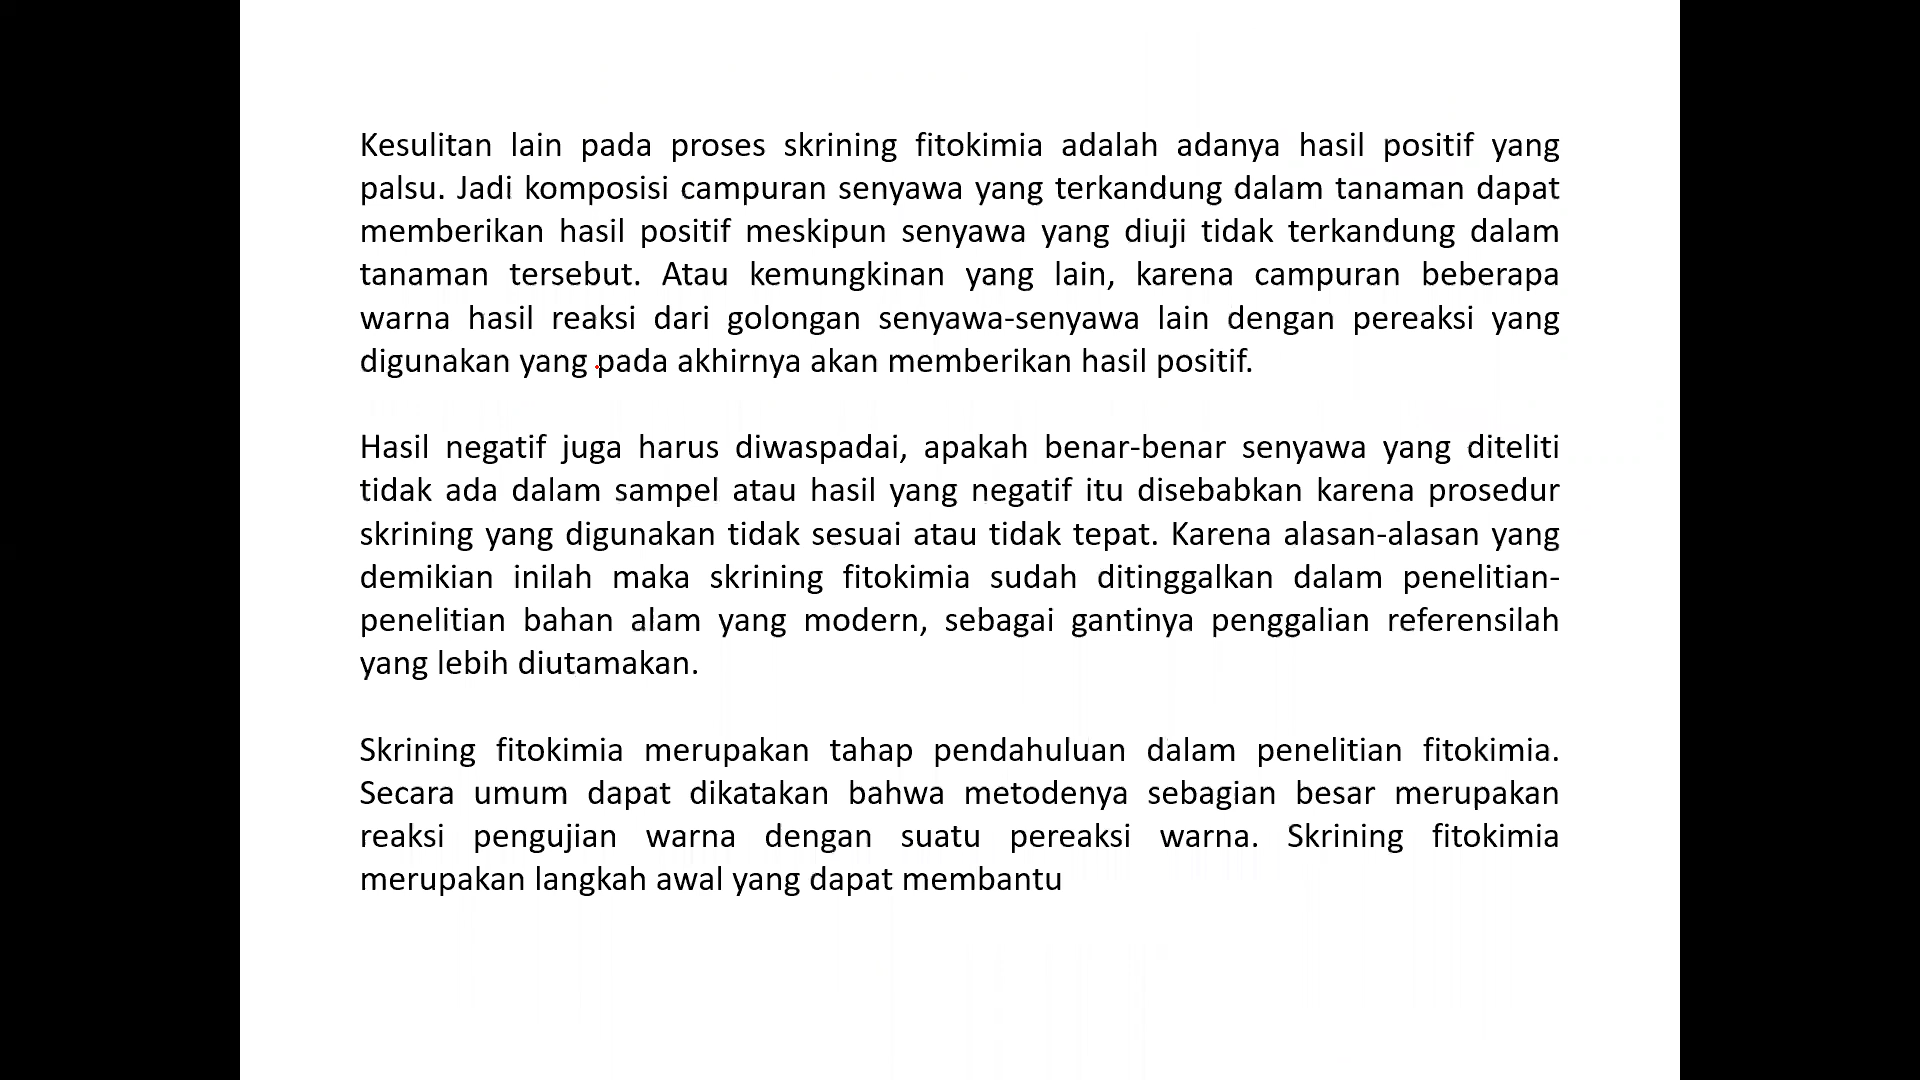 Kesulitan lain pada proses skrining fitokimia adalah adanya hasil positif yang
palsu. Jadi komposisi campuran senyawa yang terkandung dalam tanaman dapat
memberikan hasil positif meskipun senyawa yang diuji tidak terkandung dalam
tanaman tersebut. Atau kemungkinan yang lain, karena campuran beberapa
warna hasil reaksi dari golongan senyawa-senyawa lain dengan pereaksi yang
digunakan yang pada akhirnya akan memberikan hasil positif.
Hasil negatif juga harus diwaspadai, apakah benar-benar senyawa yang diteliti
tidak ada dalam sampel atau hasil yang negatif itu disebabkan karena prosedur
skrining yang digunakan tidak sesuai atau tidak tepat. Karena alasan-alasan yang
demikian inilah maka skrining fitokimia sudah ditinggalkan dalam penelitian-
penelitian bahan alam yang modern, sebagai gantinya penggalian referensilah
yang lebih diutamakan.
Skrining fitokimia merupakan tahap pendahuluan dalam penelitian fitokimia.
Secara umum dapat dikatakan bahwa metodenya sebagian besar merupakan
reaksi pengujian warna dengan suatu pereaksi warna. Skrining fitokimia
merupakan langkah awal yang dapat membantu